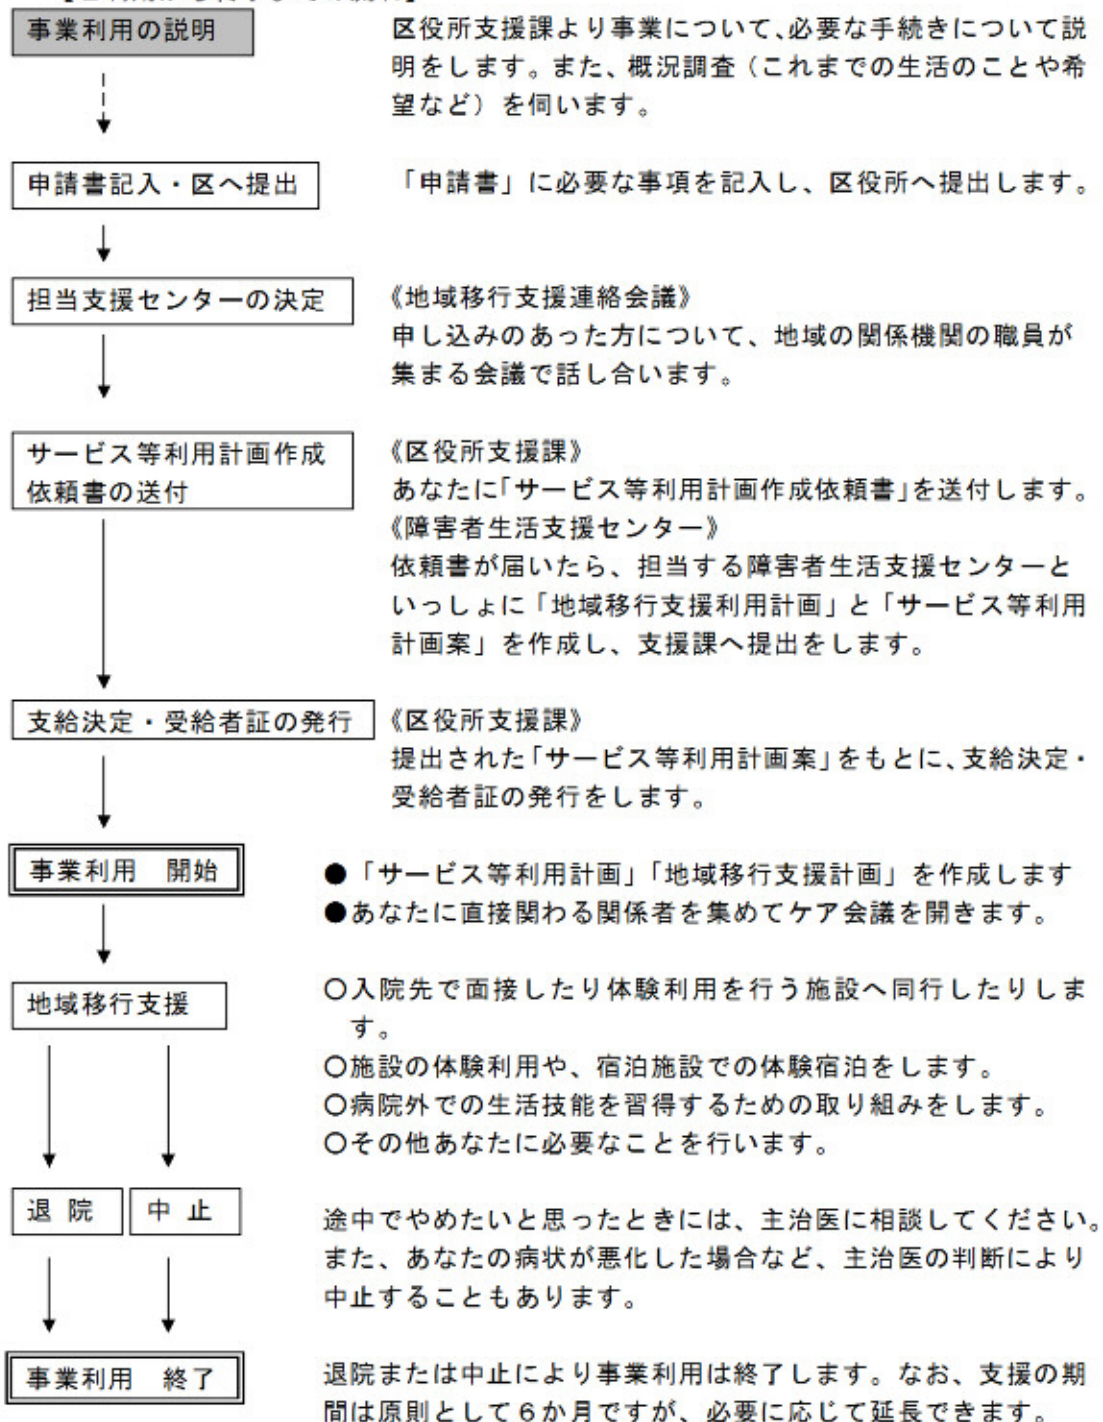 事業利用の説明
区役所支援課より事業について、必要な手続きについて説
明をします。また、概況調査（これまでの生活のことや希
望など）を伺います。
申請書記入・区へ提出
「申請書」に必要な事項を記入し、区役所へ提出します。
担当支援センターの決定
《地域移行支援連絡会議》
申し込みのあった方について、地域の関係機関の職員が
集まる会議で話し合います。
サービス等利用計画作成
依頼書の送付
《区役所支援課》
あなたに「サービス等利用計画作成依頼書」を送付します。
《障害者生活支援センター》
依頼書が届いたら、担当する障害者生活支援センターと
いっしょに「地域移行支援利用計画」と「サービス等利用
計画案」を作成し、支援課へ提出をします。
支給決定・受給者証の発行
《区役所支援課》
提出された「サービス等利用計画案」をもとに、支給決定・
受給者証の発行をします。
事業利用　開始
●「サービス等利用計画」「地域移行支援計画」を作成します
●あなたに直接関わる関係者を集めてケア会議を開きます。
地域移行支援
○入院先で面接したり体験利用を行う施設へ同行したりしま
す。
○施設の体験利用や、宿泊施設での体験宿泊をします。
○病院外での生活技能を習得するための取り組みをします。
○その他あなたに必要なことを行います。
退 院
中 止
途中でやめたいと思ったときには、主治医に相談してください。
また、あなたの病状が悪化した場合など、主治医の判断により
中止することもあります。
事業利用　終了
退院または中止により事業利用は終了します。なお、支援の期
間は原則として６か月ですが、必要に応じて延長できます。